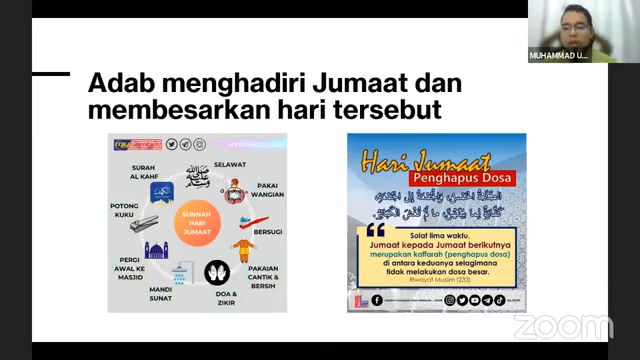 MUHAMMAD U...
Adab menghadiri Jumaat dan
membesarkan hari tersebut
SELAWAT
SURAH
AL KAHF
PAKAI
WANGIAN
POTONG
KUKU
SUNNAH
HARI
JUMAAT
BERSUGI
PERGI
AWAL KE
MASJID
PAKAIAN
CANTIK &
BERSIH
MANDI
SUNAT
DOA &
ZIKIR
Hari Jumaat
Penghapus Dosa
Solat lima waktu,
Jumaat kepada Jumaat berikutnya
merupakan kaffarah (penghapus dosa)
di antara keduanya selagimana
tidak melakukan dosa besar.
Riwayat Muslim (233)
zoom